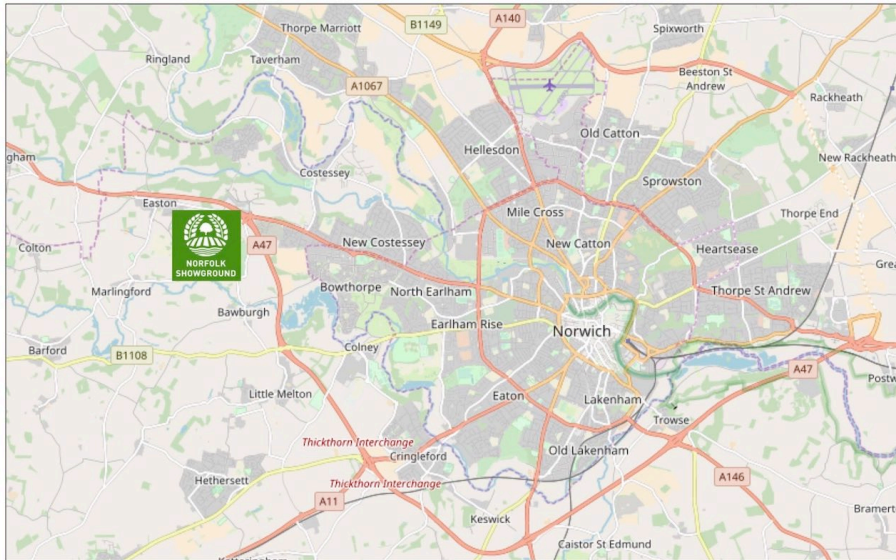 A140
B1149
Spixworth
Thorpe Marriott
Ringland
Taverham
Beeston St
Andrew
A1067
Rackheath
Old Catton
Hellesdon
New Rackheath
Costessey
Sprowston
Easton
Mile Cross
Thorpe End
New Costessey
New Catton
Colton
A47
Heartsease
NORFOLK
SHOWGROUND
Marlingford
Bowthorpe
North Earlham
Thorpe St Andrew
Bawburgh
Earlham Rise
Norwich
Barford
B1108
Colney
A47
Little Melton
Eaton
Lakenham
Trowse
Thickthorn Interchange
Cringleford
Old Lakenham
Hethersett
Thickthorn Interchange
A146
A11
Keswick
Caistor St Edmund